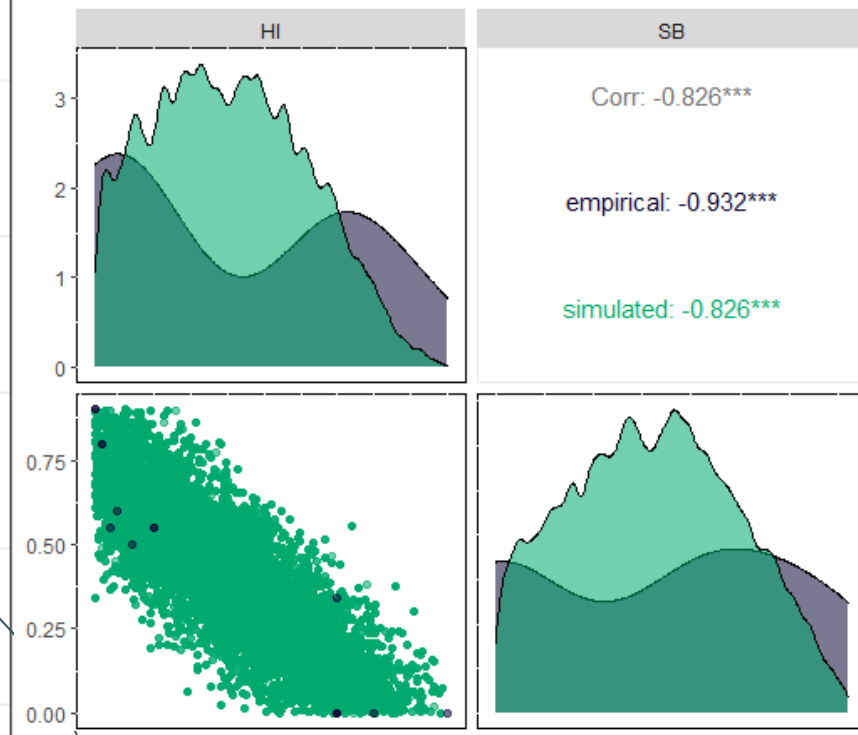 HI
SB
3
2
1
0
Corr: -0.826***
empirical: -0.932***
simulated: -0.826***
0.75
0.50
0.25
0.00